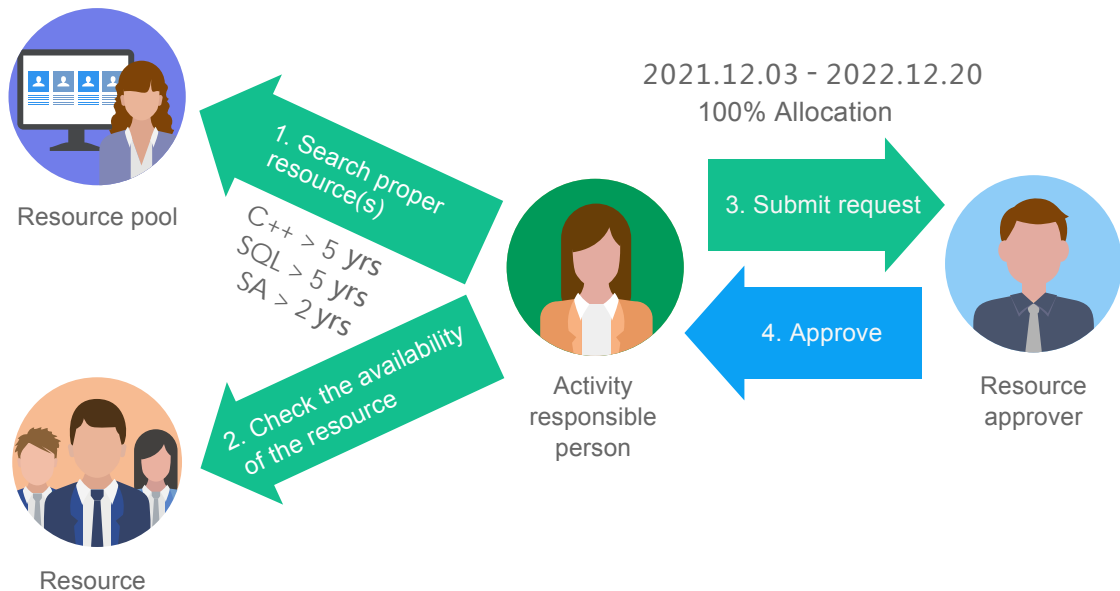 2021.12.03 - 2022.12.20
100% Allocation
1. Search proper
resource(s)
Resource pool
C++ > 5 yrs
SQL > 5 yrs
SA > 2 yrs
3. Submit request
4. Approve
2. Check the availability
of the resource
Activity
responsible
person
Resource
approver
Resource